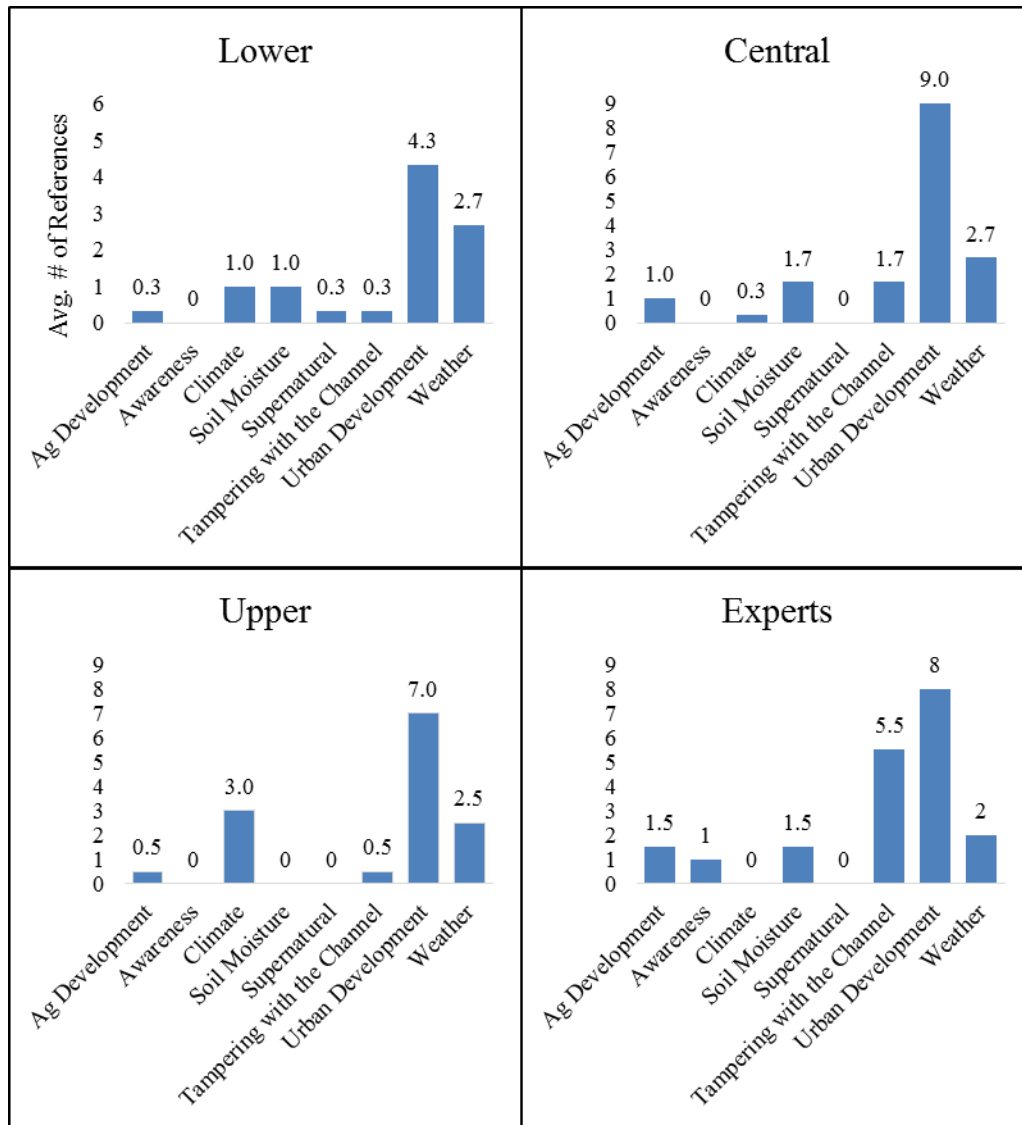 Lower
Avg. # of References
6
5
4
3
2
1
0
0.3
0
1.0
1.0
0.3
0.3
4.3
2.7
Ag Development
Awareness
Climate
Soil Moisture
Supernatural
Tampering with the Channel
Urban Development
Weather
Central
9
8
7
6
5
4
3
2
1
0
1.0
0
0.3
1.7
0
1.7
9.0
2.7
Ag Development
Awareness
Climate
Soil Moisture
Supernatural
Tampering with the Channel
Urban Development
Weather
Upper
9
8
7
6
5
4
3
2
1
0
0.5
0
3.0
0
0
0.5
7.0
2.5
Ag Development
Awareness
Climate
Soil Moisture
Supernatural
Tampering with the Channel
Urban Development
Weather
Experts
9
8
7
6
5
4
3
2
1
0
1.5
1
0
1.5
0
5.5
8
2
Ag Development
Awareness
Climate
Soil Moisture
Supernatural
Tampering with the Channel
Urban Development
Weather